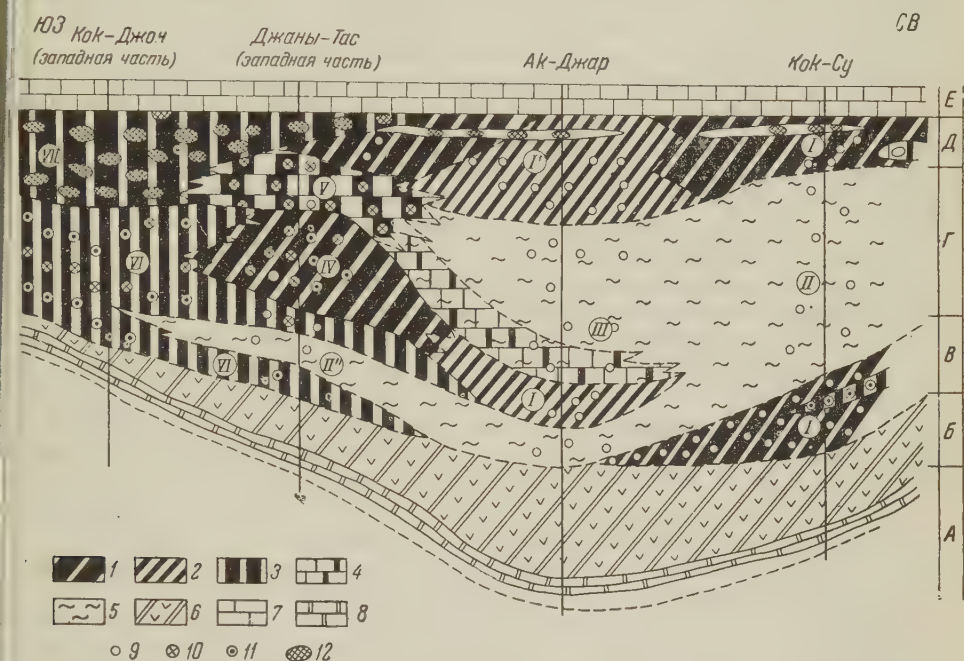 ЮЗ
СВ
Кок-Джон
(западная часть)
Джаны-Тас
(западная часть)
Ак-Джар
Кок-Су
Е
Д
Г
В
Б
А
VII
V
I'
I
VI
IV
II
III
VI
II"
I
I
1 2 3 4
5 6 7 8
9 10 11 12